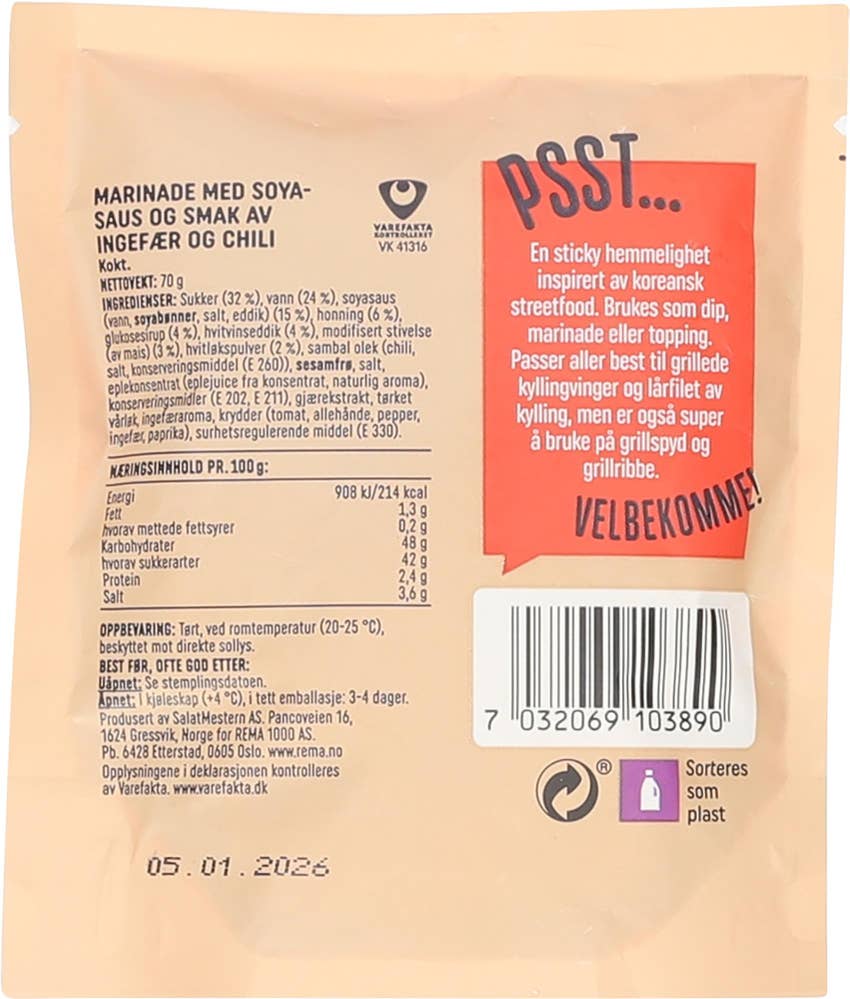 MARINADE MED SOYA-
SAUS OG SMAK AV
INGEFÆR OG CHILI
Kokt.
NETTOVEKT: 70 g
INGREDIENSER: Sukker (32 %), vann (24 %), soyasaus
(vann, soyabønner, salt, eddik) (15 %), honning (6 %),
glukosesirup (4 %), hvitvinseddik (4 %), modifisert stivelse
(av mais) (3 %), hvitløkspulver (2 %), sambal olek (chili,
salt, konserveringsmiddel (E 260)), sesamfrø, salt,
eplekonsentrat (eplejuice fra konsentrat, naturlig aroma),
konserveringsmidler (E 202, E 211), gjærekstrakt, tørket
vårløk, ingefæraroma, krydder (tomat, allehånde, pepper,
ingefær, paprika), surhetsregulerende middel (E 330).
NÆRINGSINNHOLD PR. 100 g:
Energi 908 kJ/214 kcal
Fett 1,3 g
hvorav mettede fettsyrer 0,2 g
Karbohydrater 48 g
hvorav sukkerarter 42 g
Protein 2,4 g
Salt 3,6 g
OPPBEVARING: Tørt, ved romtemperatur (20-25 °C),
beskyttet mot direkte sollys.
BEST FØR, OFTE GOD ETTER:
Uåpnet: Se stemplingsdatoen.
Åpnet: I kjøleskap (+4 °C), i tett emballasje: 3-4 dager.
Produsert av SalatMestern AS. Pancoveien 16,
1624 Gressvik, Norge for REMA 1000 AS.
Pb. 6428 Etterstad, 0605 Oslo. www.rema.no
Opplysningene i deklarasjonen kontrolleres
av Varefakta. www.varefakta.dk
05.01.2026
VAREFAKTA
KONTROLLERET
VK 41316
PSST...
En sticky hemmelighet
inspirert av koreansk
streetfood. Brukes som dip,
marinade eller topping.
Passer aller best til grillede
kyllingvinger og lårfilet av
kylling, men er også super
å bruke på grillspyd og
grillribbe.
VELBEKOMME!
7 032069 103890
®
Sorteres
som
plast